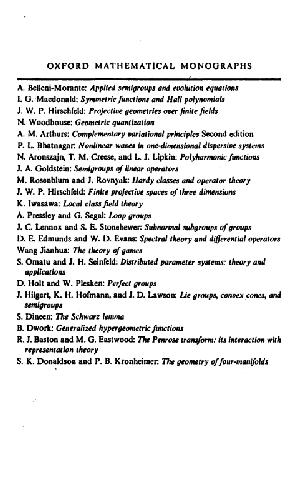 OXFORD MATHEMATICAL MONOGRAPHS
A. Belleni-Morante: Applied semigroups and evolution equations
I. G. Macdonald: Symmetric functions and Hall polynomials
J. W. P. Hirschfeld: Projective geometries over finite fields
N. Woodhouse: Geometric quantization
A. M. Arthurs: Complementary variational principles Second edition
P. L. Bhatnagar: Nonlinear waves in one-dimensional dispersive systems
N. Aronszajn, T. M. Creese, and L. J. Lipkin: Polyharmonic functions
J. A. Goldstein: Semigroups of linear operators
M. Rosenblum and J. Rovnyak: Hardy classes and operator theory
J. W. P. Hirschfeld: Finite projective spaces of three dimensions
K. Iwasawa: Local class field theory
A. Pressley and G. Segal: Loop groups
J. C. Lennox and S. E. Stonehewer: Subnormal subgroups of groups
D. E. Edmunds and W. D. Evans: Spectral theory and differential operators
Wang Jianhua: The theory of games
S. Omatu and J. H. Seinfeld: Distributed parameter systems: theory and
applications
D. Holt and W. Plesken: Perfect groups
J. Hilgert, K. H. Hofmann, and J. D. Lawson: Lie groups, convex cones, and
semigroups
S. Dineen: The Schwarz lemma
B. Dwork: Generalized hypergeometric functions
R. J. Baston and M. G. Eastwood: The Penrose transform: its interaction with
representation theory
S. K. Donaldson and P. B. Kronheimer: The geometry of four-manifolds